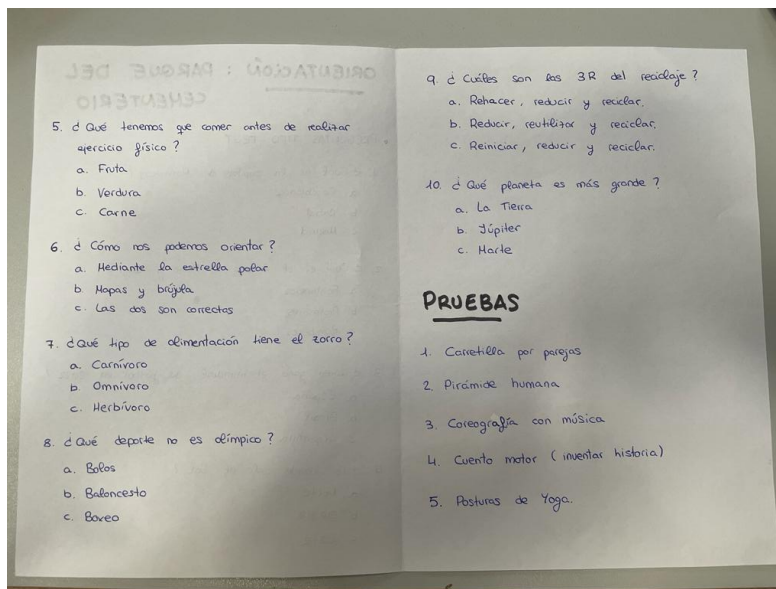 5. ¿Qué tenemos que comer antes de realizar
ejercicio físico?
a. Fruta
b. Verdura
c. Carne
6. ¿Cómo nos podemos orientar?
a. Mediante la estrella polar
b. Mapas y brújula
c. Las dos son correctas
7. ¿Qué tipo de alimentación tiene el zorro?
a. Carnívoro
b. Omnívoro
c. Herbívoro
8. ¿Qué deporte no es olímpico?
a. Bolos
b. Baloncesto
c. Boxeo
9. ¿Cuáles son las 3R del reciclaje?
a. Rehacer, reducir y reciclar.
b. Reducir, reutilizar y reciclar.
c. Reiniciar, reducir y reciclar.
10. ¿Qué planeta es más grande?
a. La Tierra
b. Júpiter
c. Marte
PRUEBAS
1. Carretilla por parejas
2. Pirámide humana
3. Coreografía con música
4. Cuento motor (inventar historia)
5. Posturas de Yoga.
ORIENTACIÓN: PARQUE DEL
CEMENTERIO